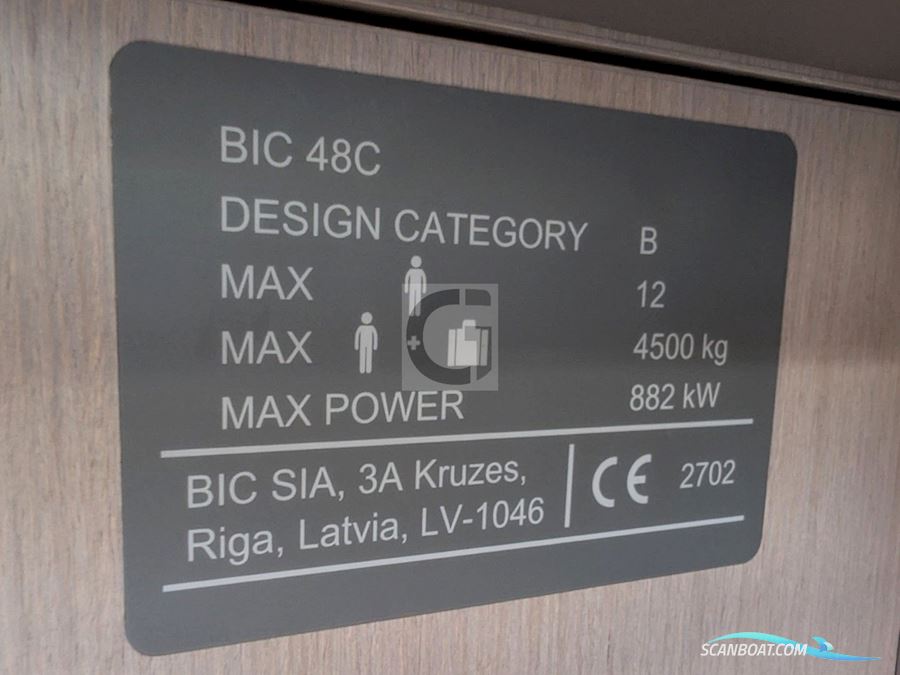 BIC 48C
DESIGN CATEGORY B
MAX 12
MAX + 4500 kg
MAX POWER 882 kW
BIC SIA, 3A Kruzes,
Riga, Latvia, LV-1046
CE 2702
SCANBOAT.COM